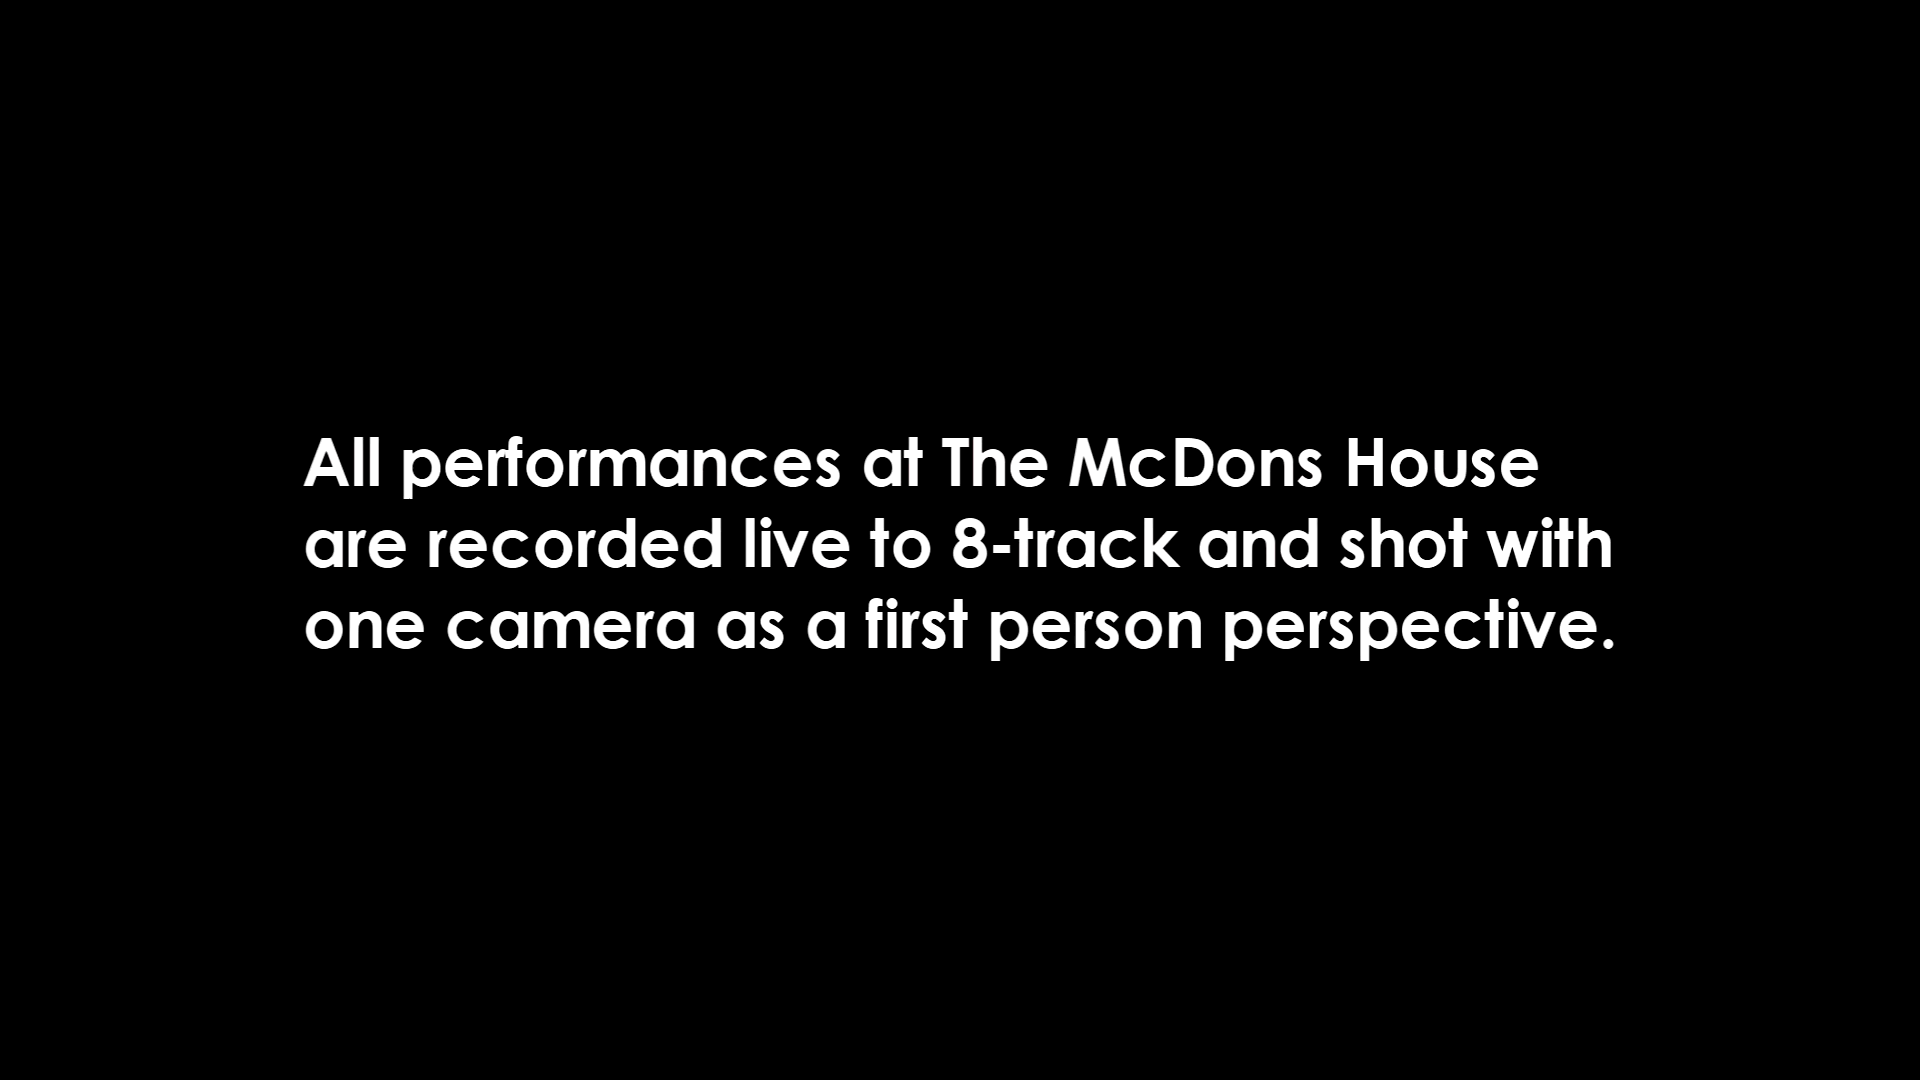 All performances at The McDons House
are recorded live to 8-track and shot with
one camera as a first person perspective.